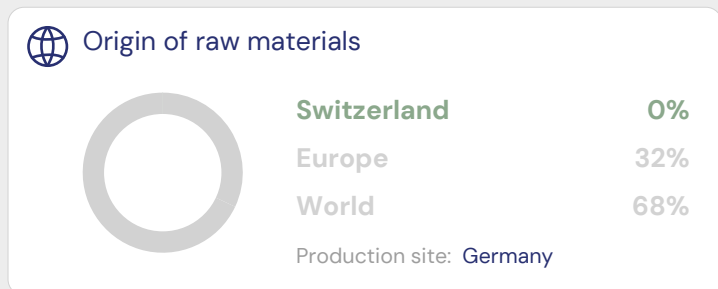 Origin of raw materials
Switzerland 0%
Europe 32%
World 68%
Production site: Germany